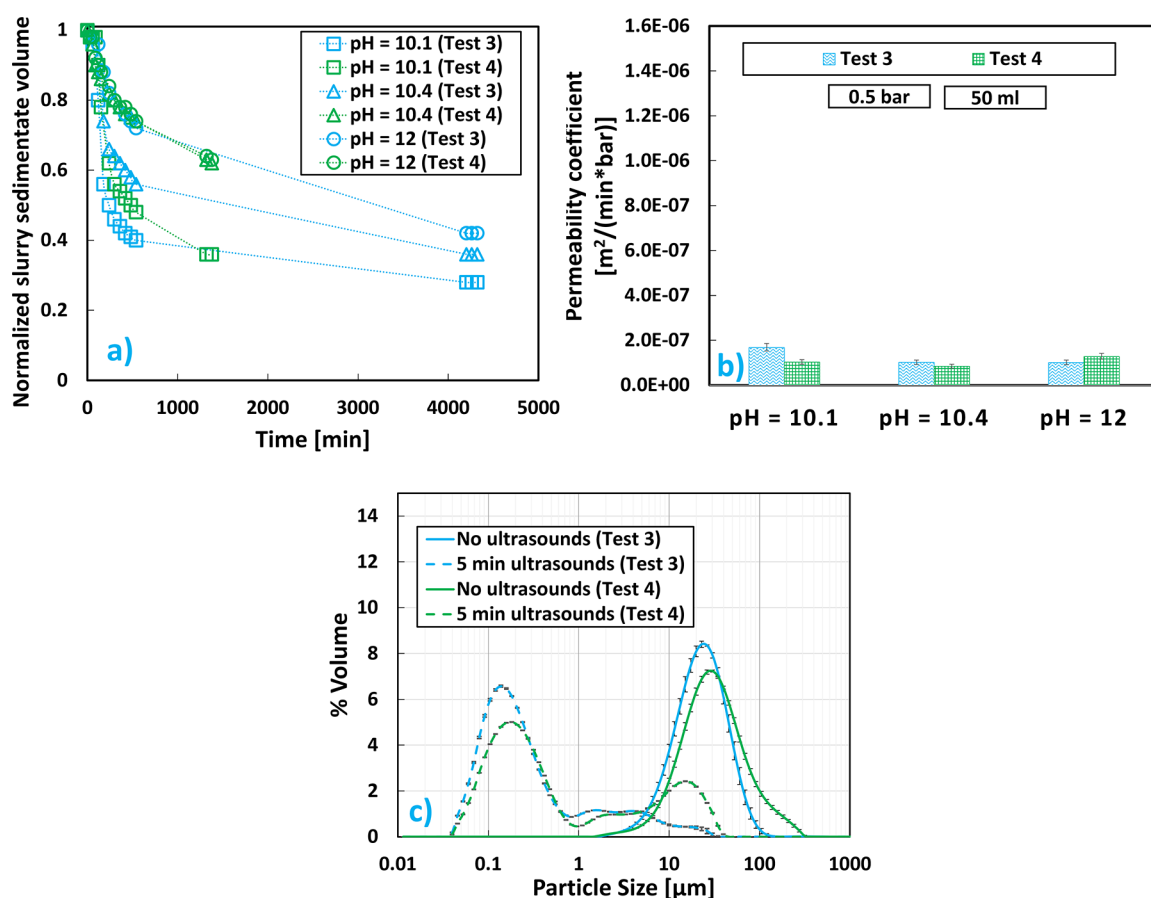 Normalized slurry sedimentate volume
1
0.8
0.6
0.4
0.2
0
0 1000 2000 3000 4000 5000
Time [min]
pH = 10.1 (Test 3)
pH = 10.1 (Test 4)
pH = 10.4 (Test 3)
pH = 10.4 (Test 4)
pH = 12 (Test 3)
pH = 12 (Test 4)
a)
Permeability coefficient
[m²/(min*bar)]
1.6E-06
1.4E-06
1.2E-06
1.0E-06
8.0E-07
6.0E-07
4.0E-07
2.0E-07
0.0E+00
Test 3 Test 4
0.5 bar 50 ml
b)
pH = 10.1 pH = 10.4 pH = 12
% Volume
14
12
10
8
6
4
2
0
No ultrasounds (Test 3)
5 min ultrasounds (Test 3)
No ultrasounds (Test 4)
5 min ultrasounds (Test 4)
c)
0.01 0.1 1 10 100 1000
Particle Size [µm]